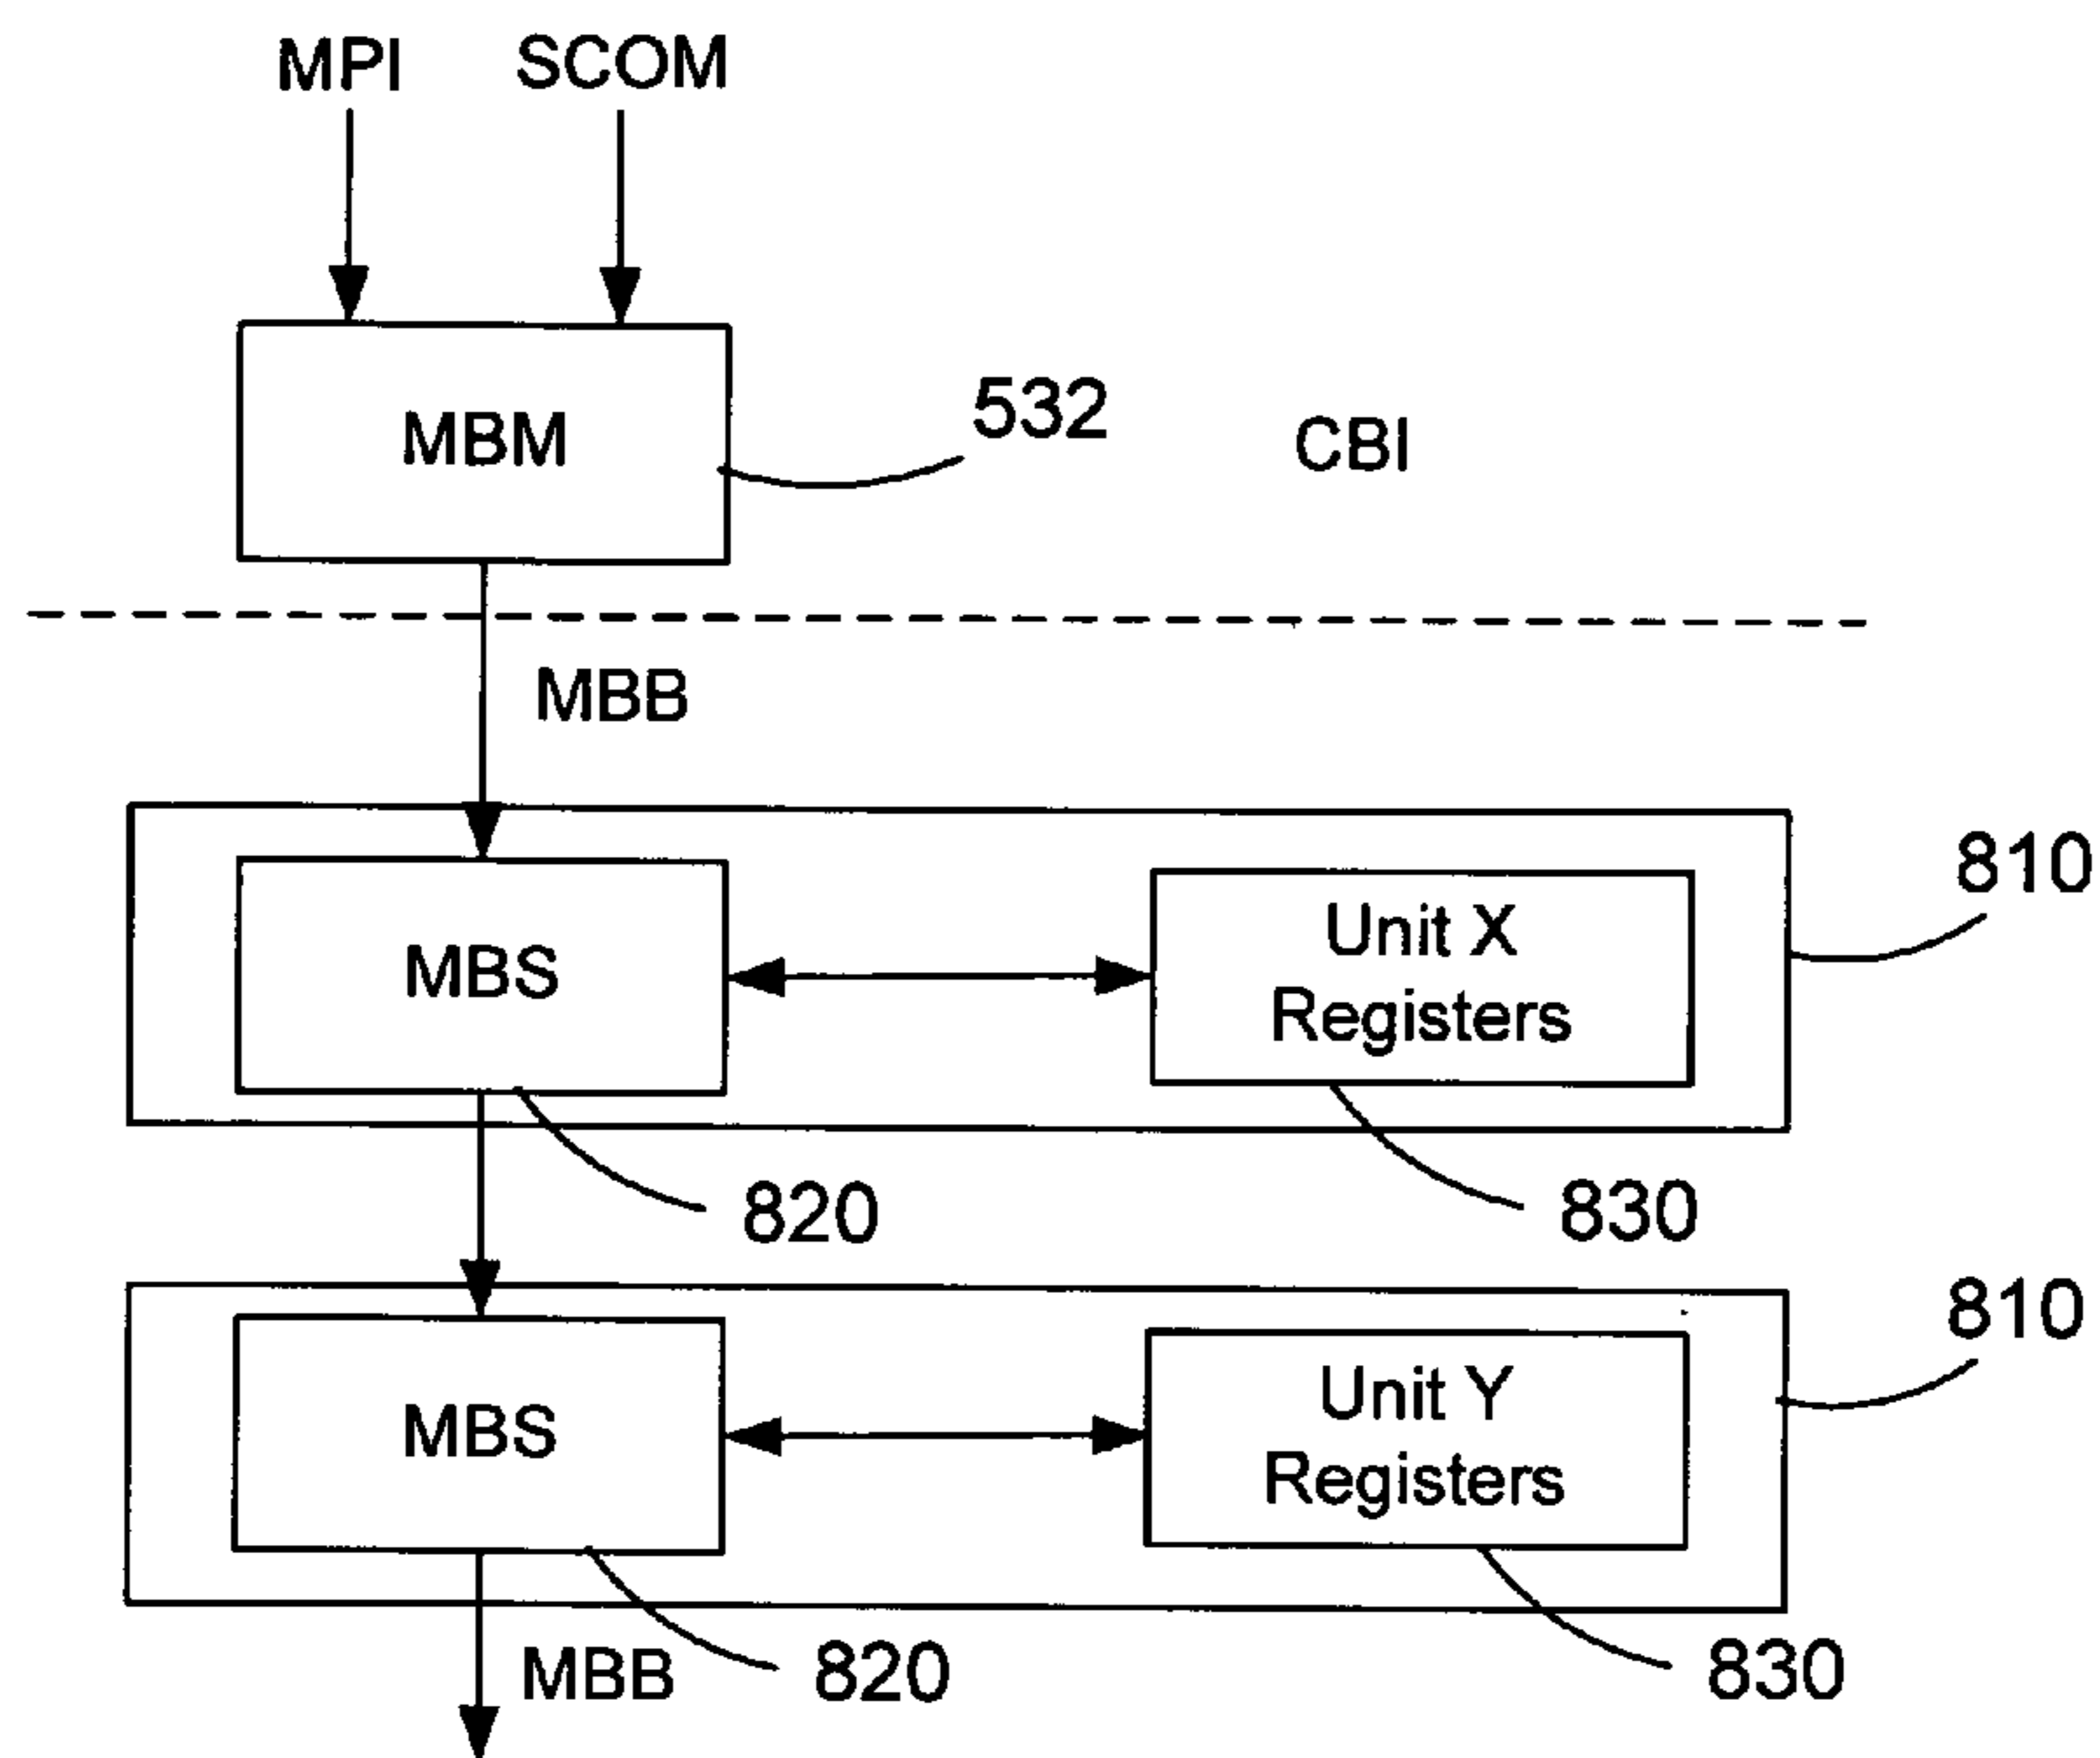 MPI SCOM
MBM
532
CBI
MBB
810
MBS
Unit X
Registers
820
830
810
MBS
Unit Y
Registers
MBB
820
830